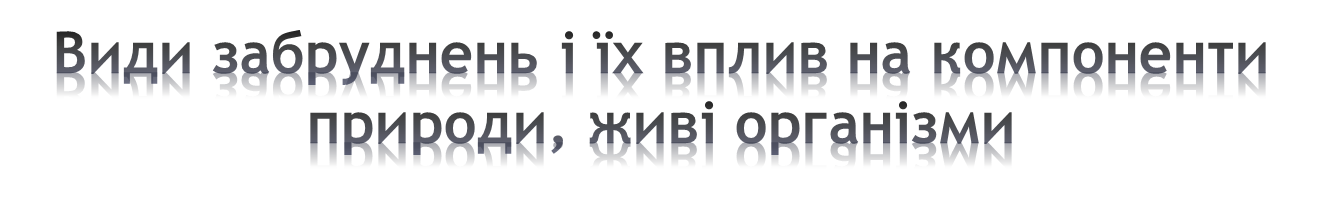 Види забруднень і їх вплив на компоненти
природи, живі організми